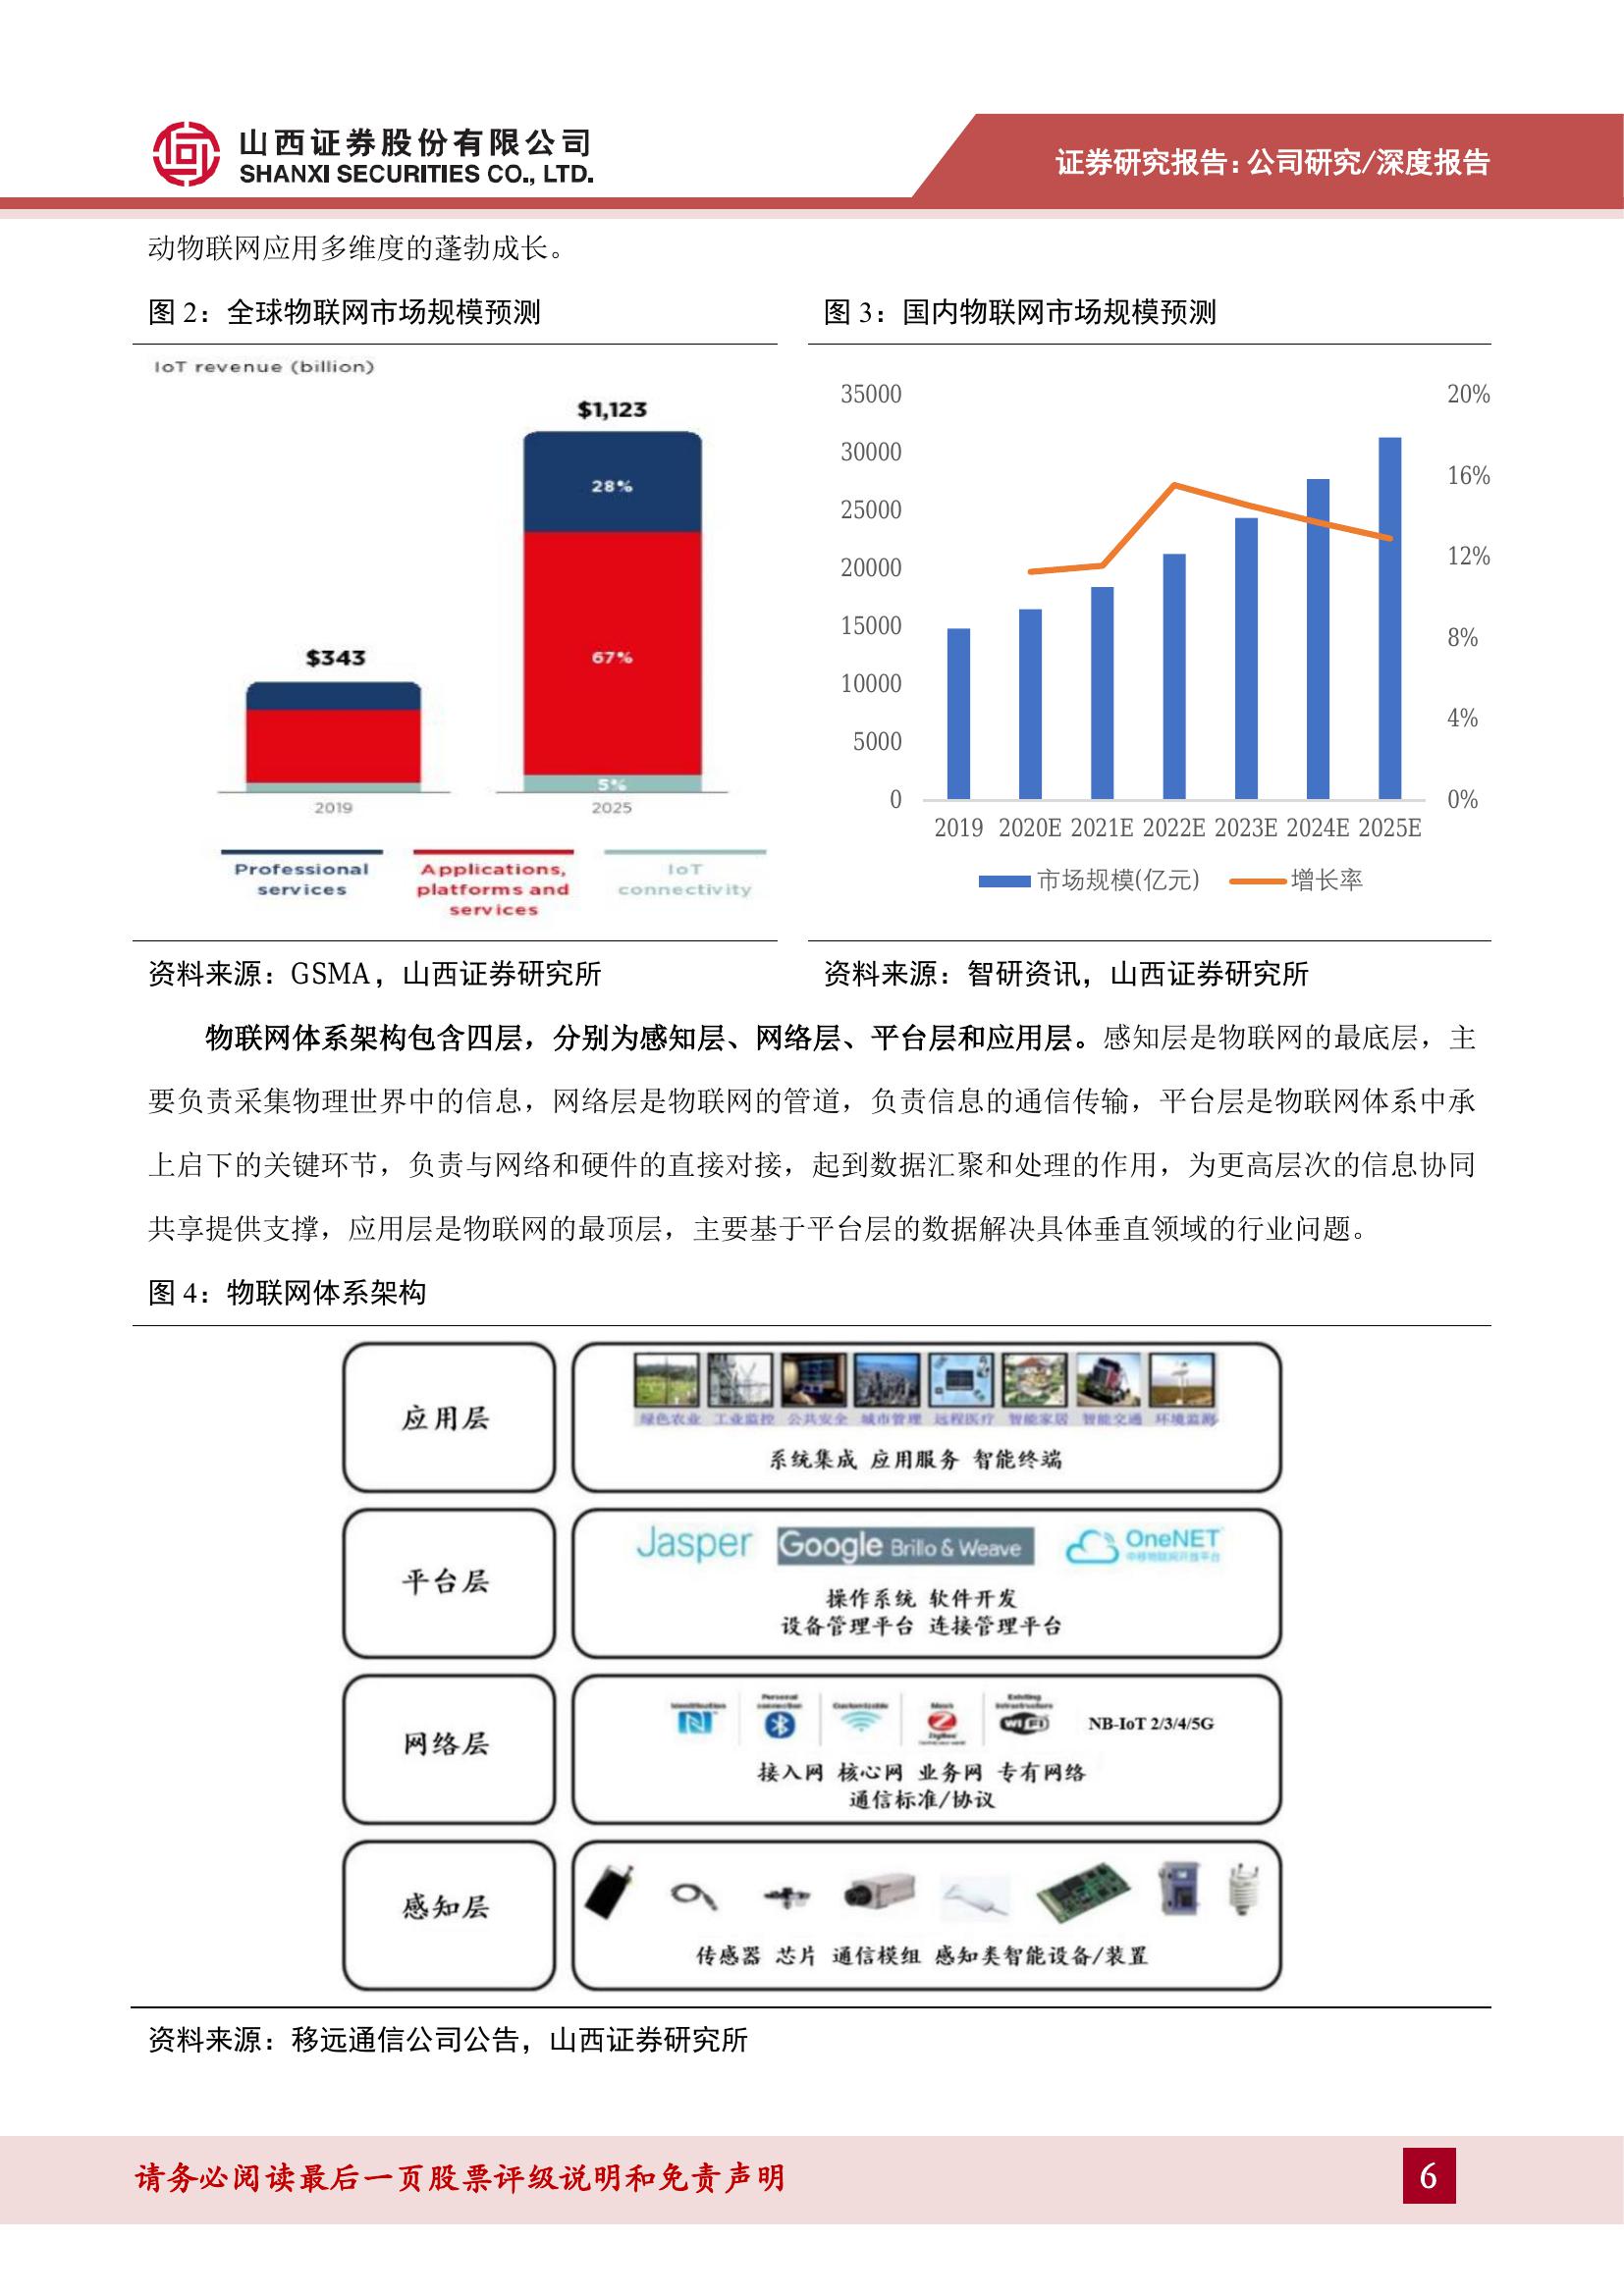 山西证券股份有限公司
SHANXI SECURITIES CO., LTD.
证券研究报告：公司研究/深度报告
动物联网应用多维度的蓬勃成长。
图 2：全球物联网市场规模预测
IoT revenue (billion)
$1,123
28%
67%
5%
$343
2019
2025
Professional services
Applications, platforms and services
IoT connectivity
资料来源：GSMA，山西证券研究所
图 3：国内物联网市场规模预测
35000
30000
25000
20000
15000
10000
5000
0
20%
16%
12%
8%
4%
0%
2019 2020E 2021E 2022E 2023E 2024E 2025E
市场规模(亿元) 增长率
资料来源：智研资讯，山西证券研究所
物联网体系架构包含四层，分别为感知层、网络层、平台层和应用层。感知层是物联网的最底层，主
要负责采集物理世界中的信息，网络层是物联网的管道，负责信息的通信传输，平台层是物联网体系中承
上启下的关键环节，负责与网络和硬件的直接对接，起到数据汇聚和处理的作用，为更高层次的信息协同
共享提供支撑，应用层是物联网的最顶层，主要基于平台层的数据解决具体垂直领域的行业问题。
图 4：物联网体系架构
应用层
绿色农业 工业监控 公共安全 城市管理 远程医疗 智能家居 智能交通 环境监测
系统集成 应用服务 智能终端
平台层
Jasper
Google Brillo & Weave
OneNET
中移物联网开放平台
操作系统 软件开发
设备管理平台 连接管理平台
网络层
Identification
Personal connection
Customizable
Mesh
ZigBee
Existing infrastructure
WiFi
NB-IoT 2/3/4/5G
接入网 核心网 业务网 专有网络
通信标准/协议
感知层
传感器 芯片 通信模组 感知类智能设备/装置
资料来源：移远通信公司公告，山西证券研究所
请务必阅读最后一页股票评级说明和免责声明
6